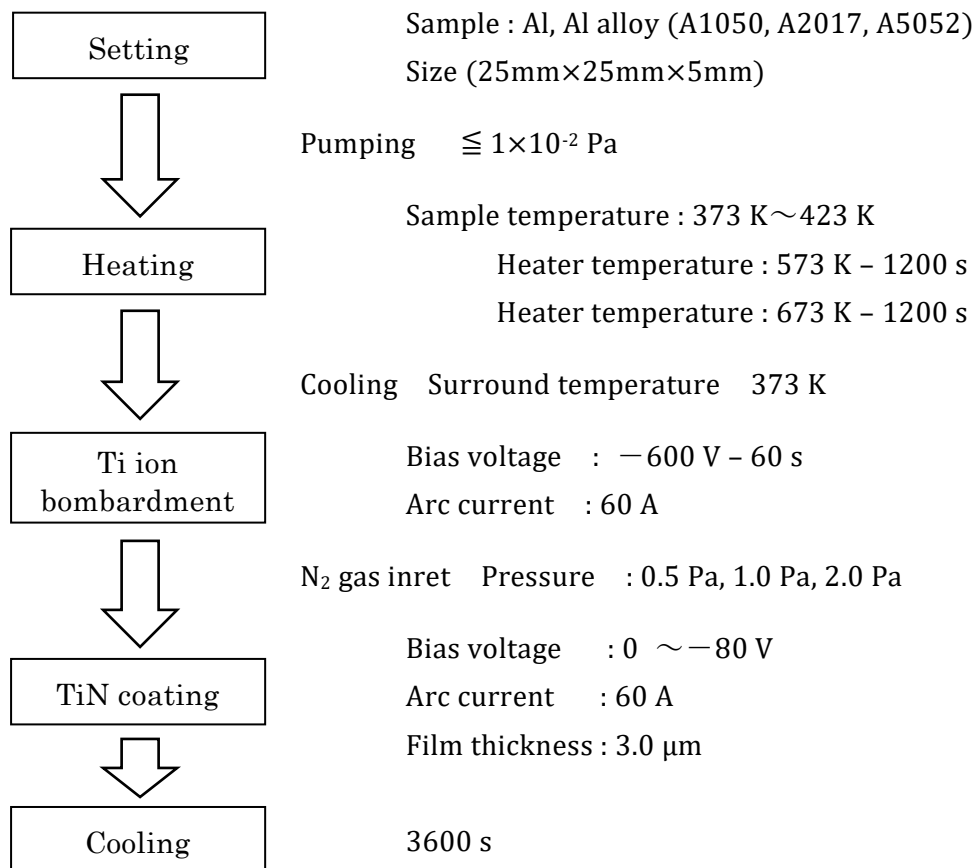 Setting
Sample : Al, Al alloy (A1050, A2017, A5052)
Size (25mm×25mm×5mm)
Pumping ≦ 1×10⁻² Pa
Heating
Sample temperature : 373 K～423 K
Heater temperature : 573 K – 1200 s
Heater temperature : 673 K – 1200 s
Cooling Surround temperature 373 K
Ti ion
bombardment
Bias voltage : －600 V – 60 s
Arc current : 60 A
N₂ gas inret Pressure : 0.5 Pa, 1.0 Pa, 2.0 Pa
TiN coating
Bias voltage : 0 ～－80 V
Arc current : 60 A
Film thickness : 3.0 μm
Cooling
3600 s